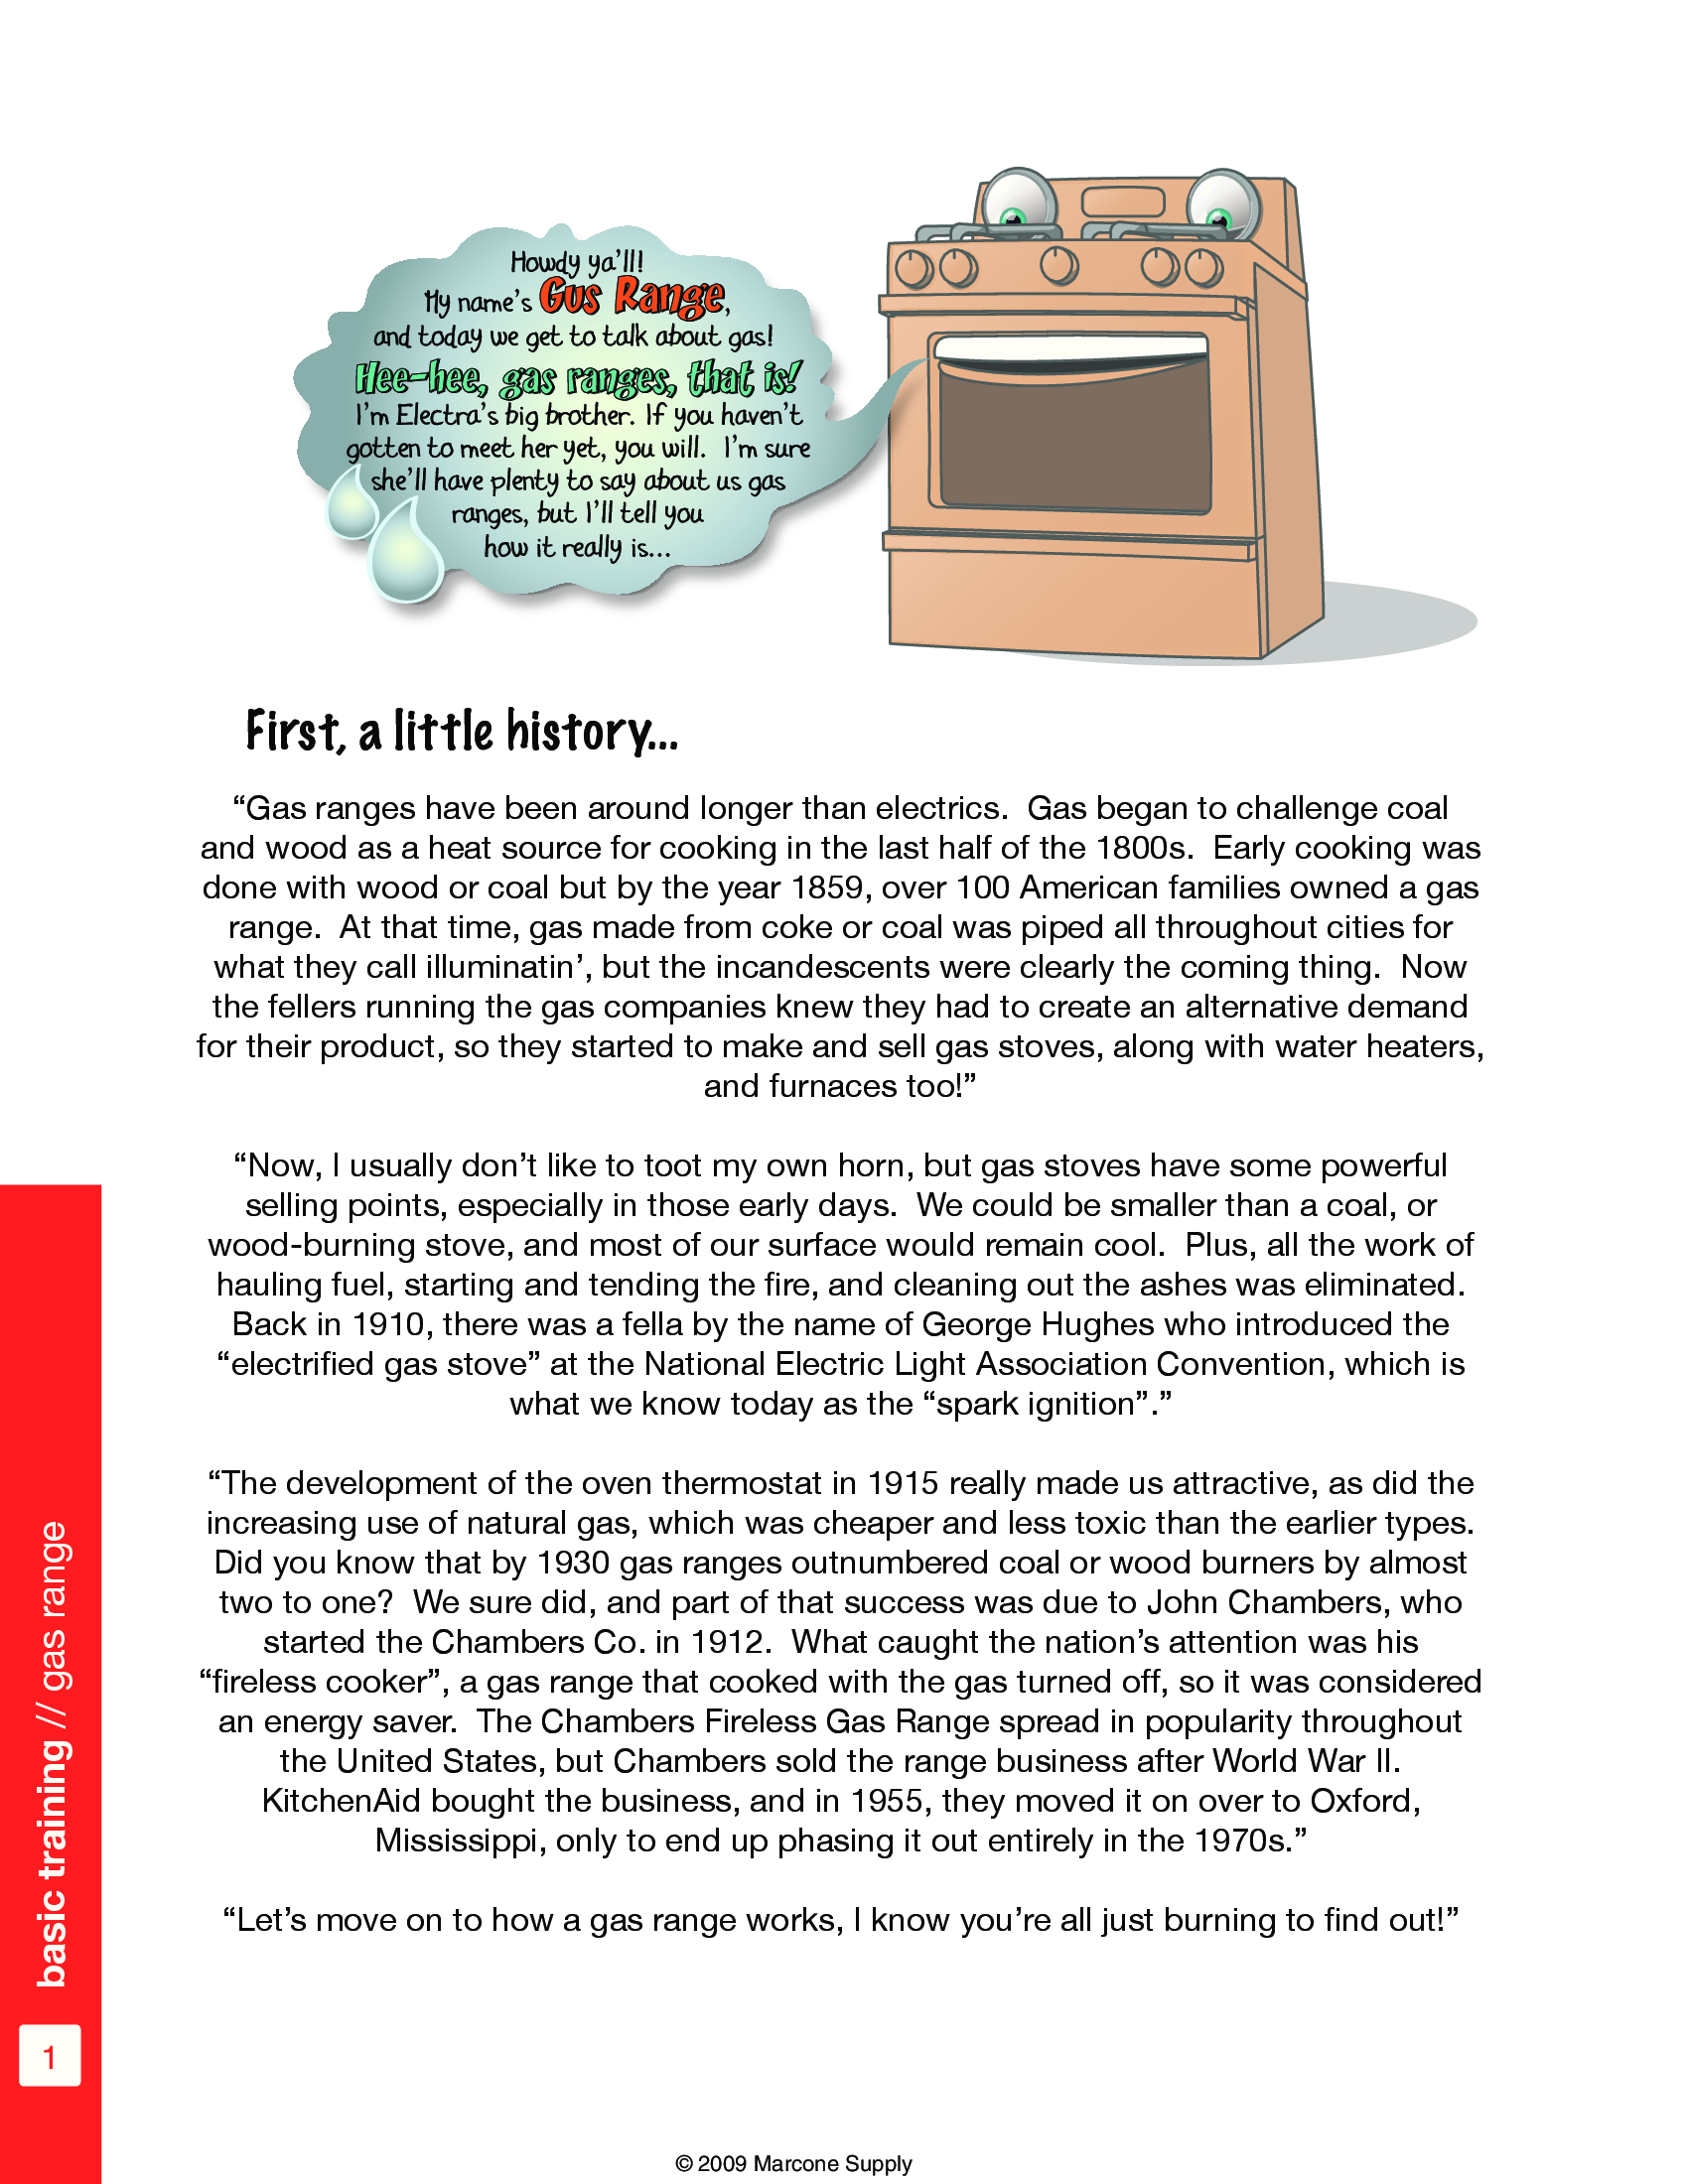 Howdy ya'll!
My name's Gus Range,
and today we get to talk about gas!
Hee-hee, gas ranges, that is!
I'm Electra's big brother. If you haven't
gotten to meet her yet, you will.  I'm sure
she'll have plenty to say about us gas
ranges, but I'll tell you
how it really is...
First, a little history...
“Gas ranges have been around longer than electrics.  Gas began to challenge coal
and wood as a heat source for cooking in the last half of the 1800s.  Early cooking was
done with wood or coal but by the year 1859, over 100 American families owned a gas
range.  At that time, gas made from coke or coal was piped all throughout cities for
what they call illuminatin’, but the incandescents were clearly the coming thing.  Now
the fellers running the gas companies knew they had to create an alternative demand
for their product, so they started to make and sell gas stoves, along with water heaters,
and furnaces too!”
“Now, I usually don’t like to toot my own horn, but gas stoves have some powerful
selling points, especially in those early days.  We could be smaller than a coal, or
wood-burning stove, and most of our surface would remain cool.  Plus, all the work of
hauling fuel, starting and tending the fire, and cleaning out the ashes was eliminated.
Back in 1910, there was a fella by the name of George Hughes who introduced the
“electrified gas stove” at the National Electric Light Association Convention, which is
what we know today as the “spark ignition”.”
“The development of the oven thermostat in 1915 really made us attractive, as did the
increasing use of natural gas, which was cheaper and less toxic than the earlier types.
Did you know that by 1930 gas ranges outnumbered coal or wood burners by almost
two to one?  We sure did, and part of that success was due to John Chambers, who
started the Chambers Co. in 1912.  What caught the nation’s attention was his
“fireless cooker”, a gas range that cooked with the gas turned off, so it was considered
an energy saver.  The Chambers Fireless Gas Range spread in popularity throughout
the United States, but Chambers sold the range business after World War II.
KitchenAid bought the business, and in 1955, they moved it on over to Oxford,
Mississippi, only to end up phasing it out entirely in the 1970s.”
“Let’s move on to how a gas range works, I know you’re all just burning to find out!”
basic training // gas range
1
© 2009 Marcone Supply